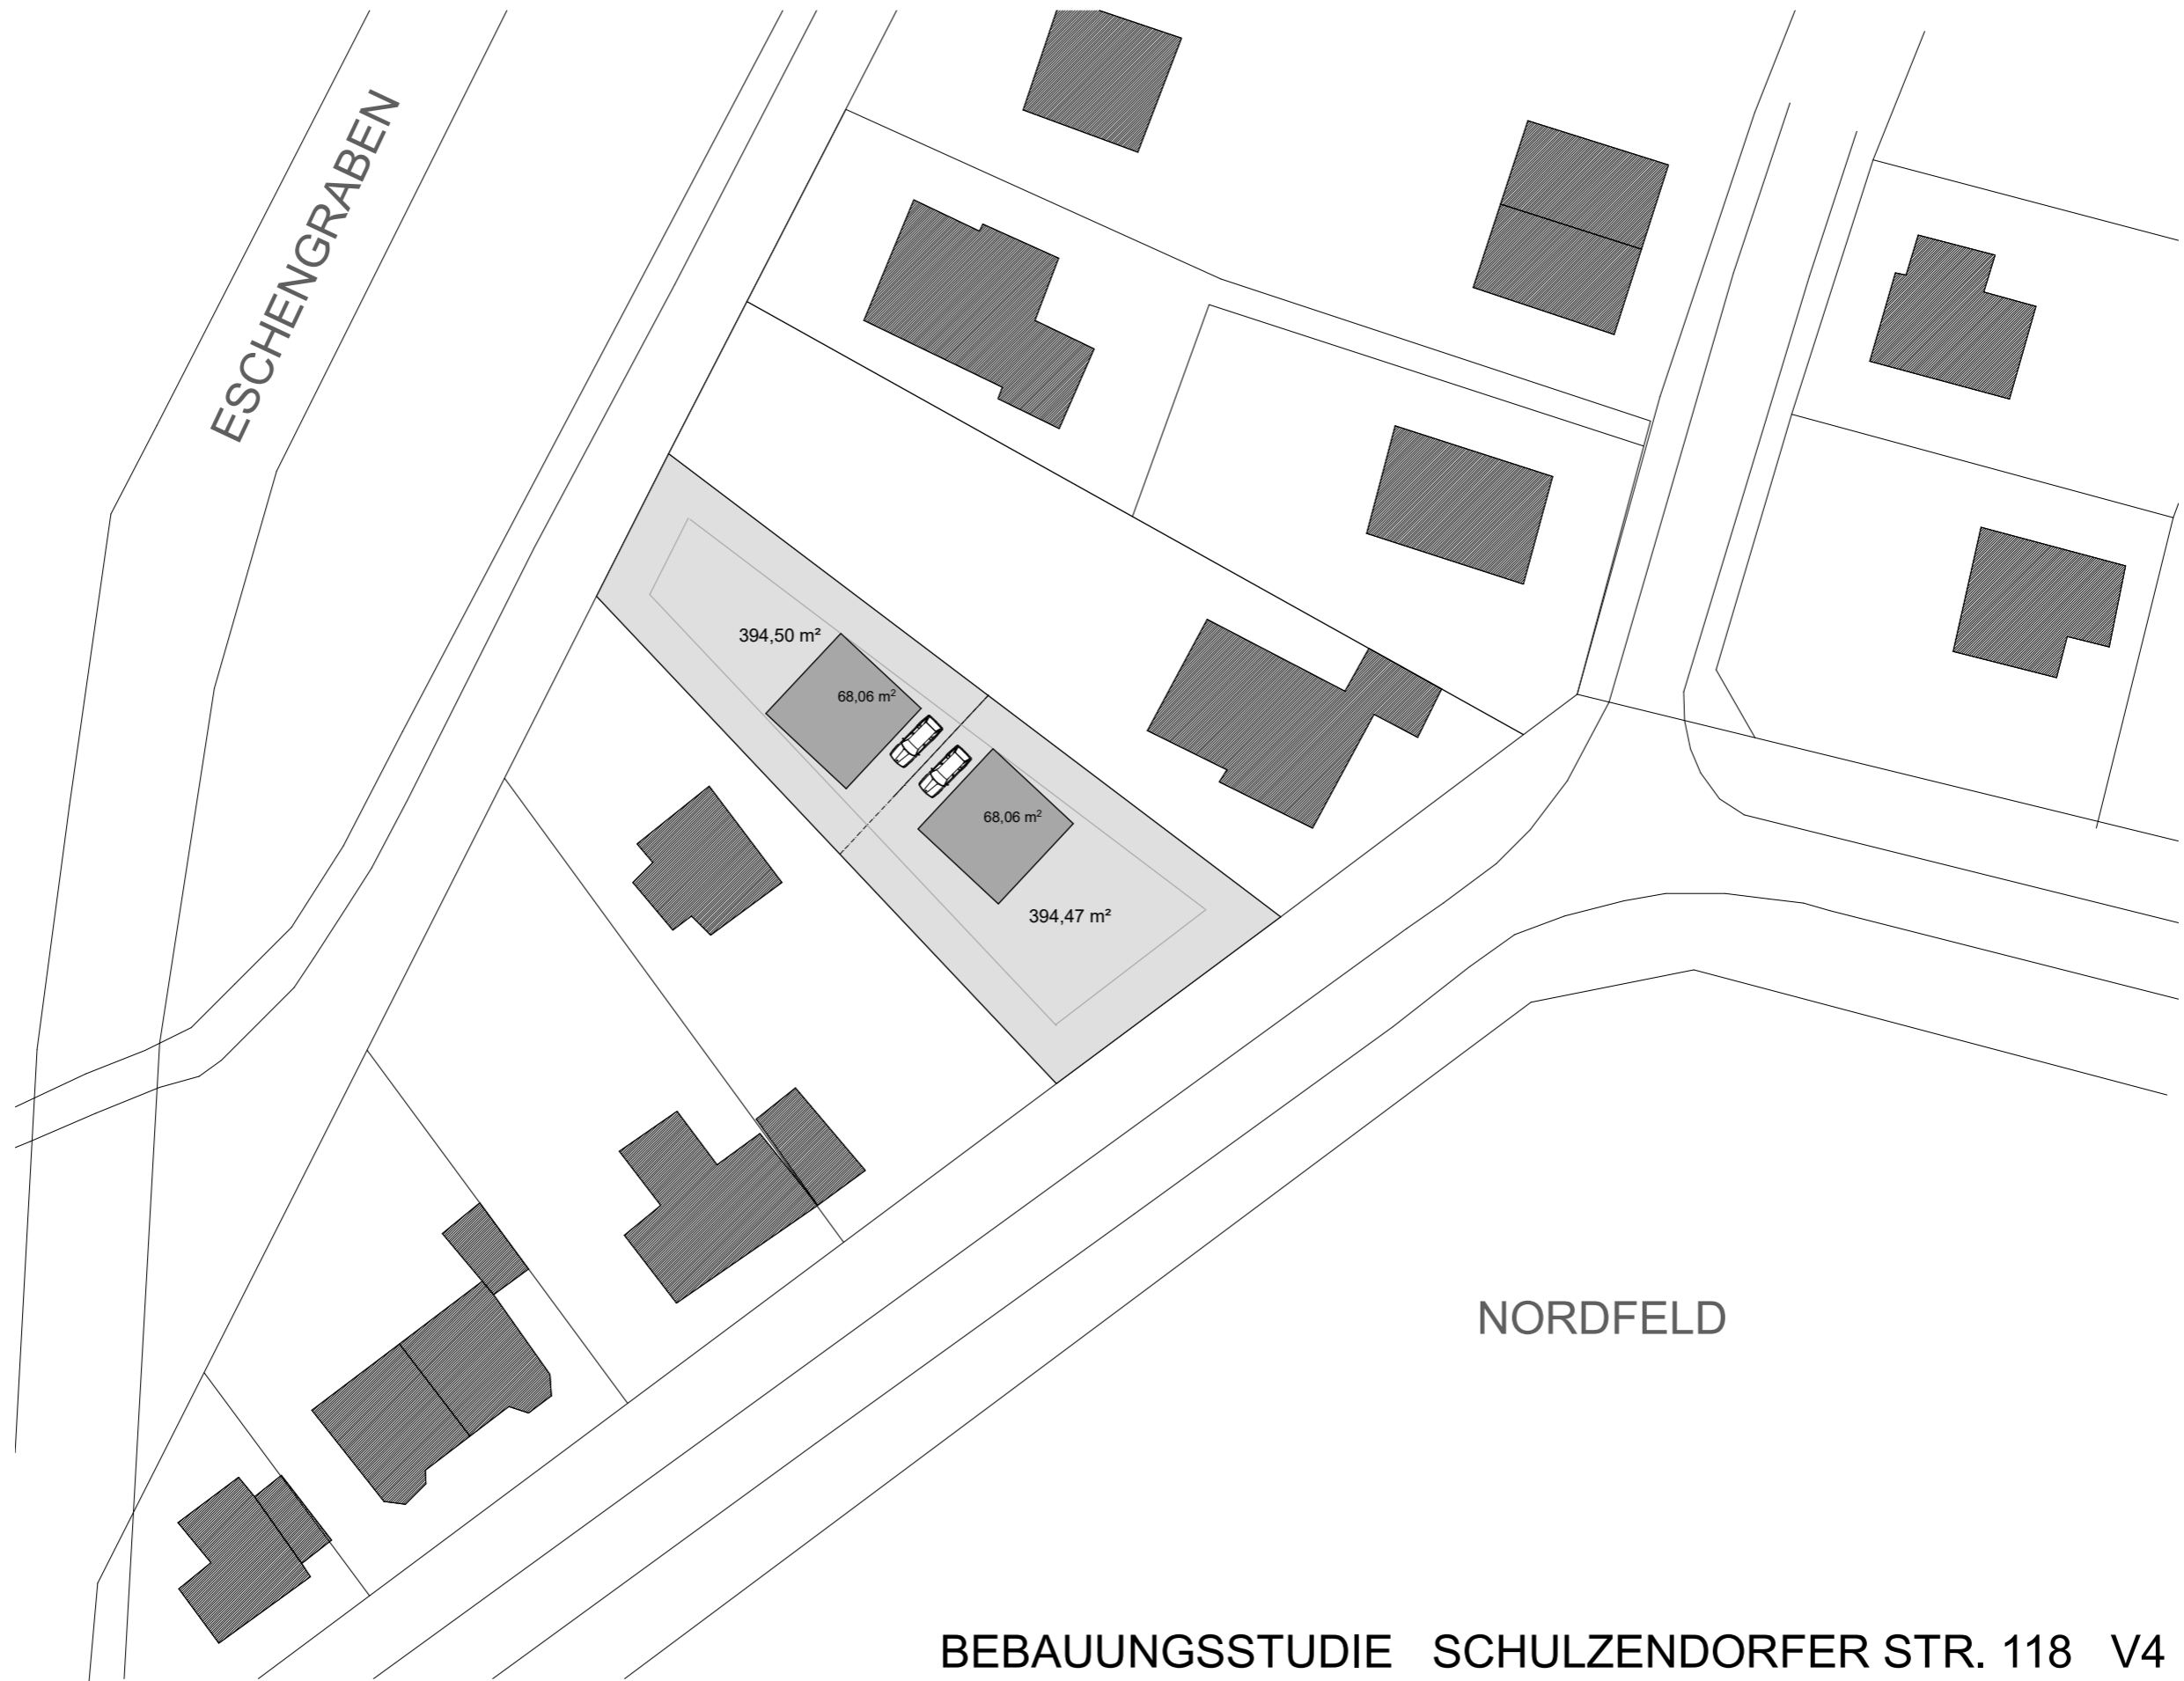 ESCHENGRABEN
394,50 m²
68,06 m²
68,06 m²
394,47 m²
NORDFELD
BEBAUUNGSSTUDIE SCHULZENDORFER STR. 118 V4